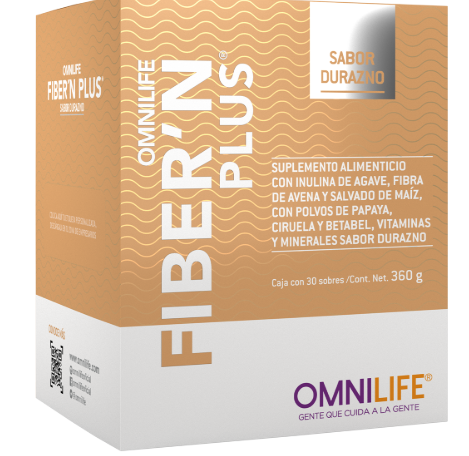 OMNILIFE
FIBER'N PLUS®
SABOR DURAZNO
OMNILIFE
FIBER'N
PLUS®
SABOR
DURAZNO
SUPLEMENTO ALIMENTICIO
CON INULINA DE AGAVE, FIBRA
DE AVENA Y SALVADO DE MAÍZ,
CON POLVOS DE PAPAYA,
CIRUELA Y BETABEL, VITAMINAS
Y MINERALES SABOR DURAZNO
Caja con 30 sobres/Cont. Net. 360 g
www.omnilife.com
OMNILIFE®
GENTE QUE CUIDA A LA GENTE